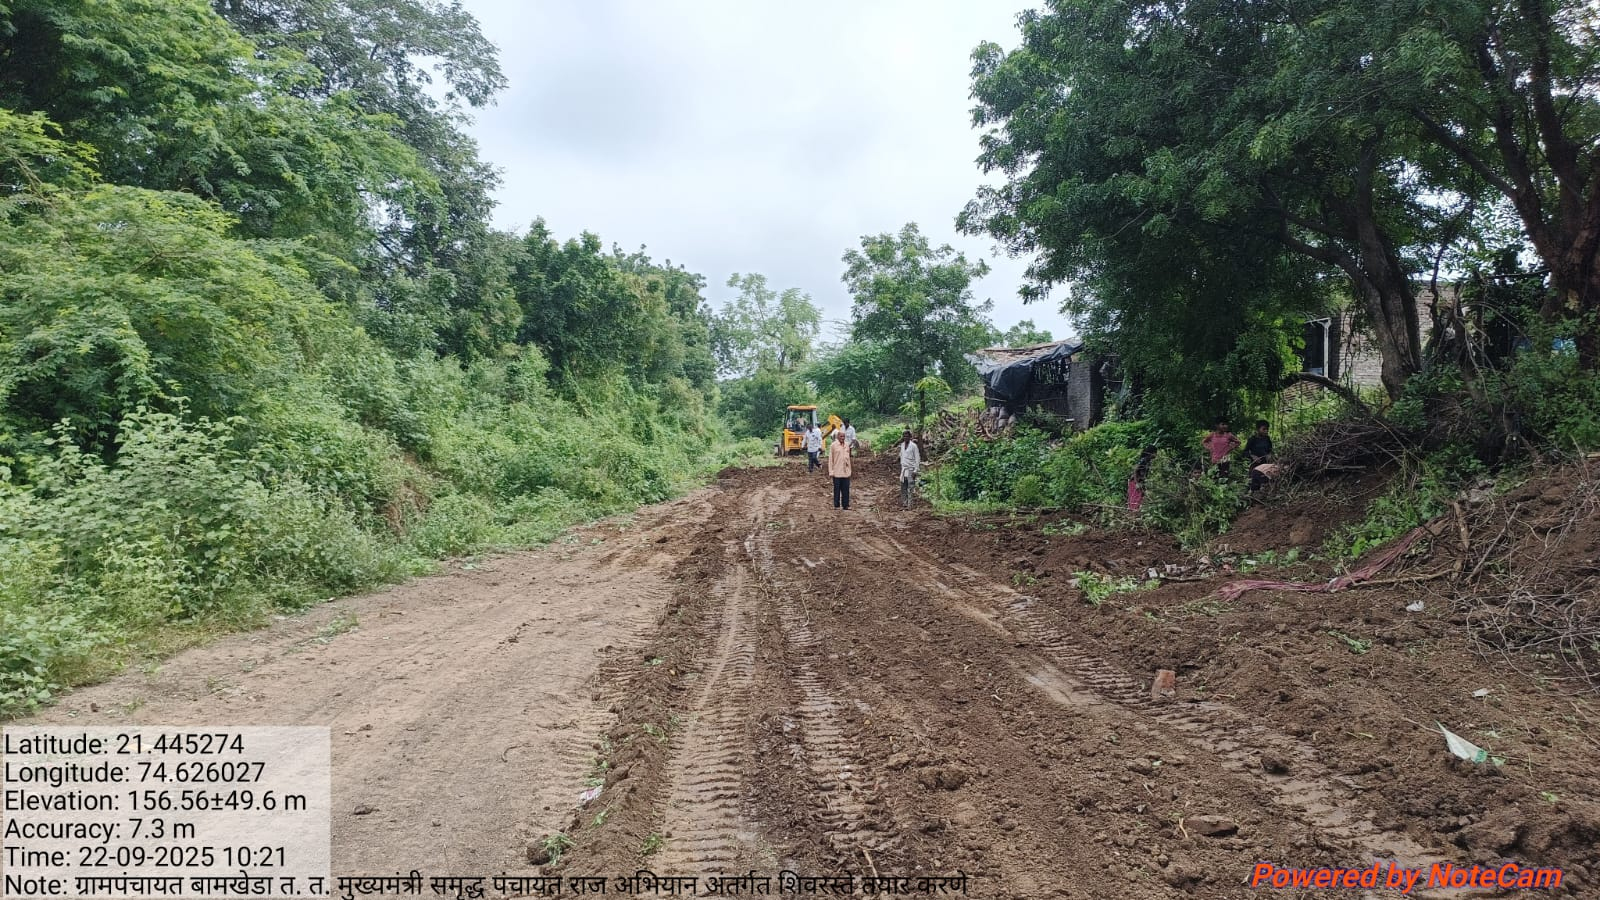 Latitude: 21.445274
Longitude: 74.626027
Elevation: 156.56±49.6 m
Accuracy: 7.3 m
Time: 22-09-2025 10:21
Note: ग्रामपंचायत बामखेडा त. त. मुख्यमंत्री समृद्ध पंचायत राज अभियान अंतर्गत शिवरस्ते तयार करणे
Powered by NoteCam